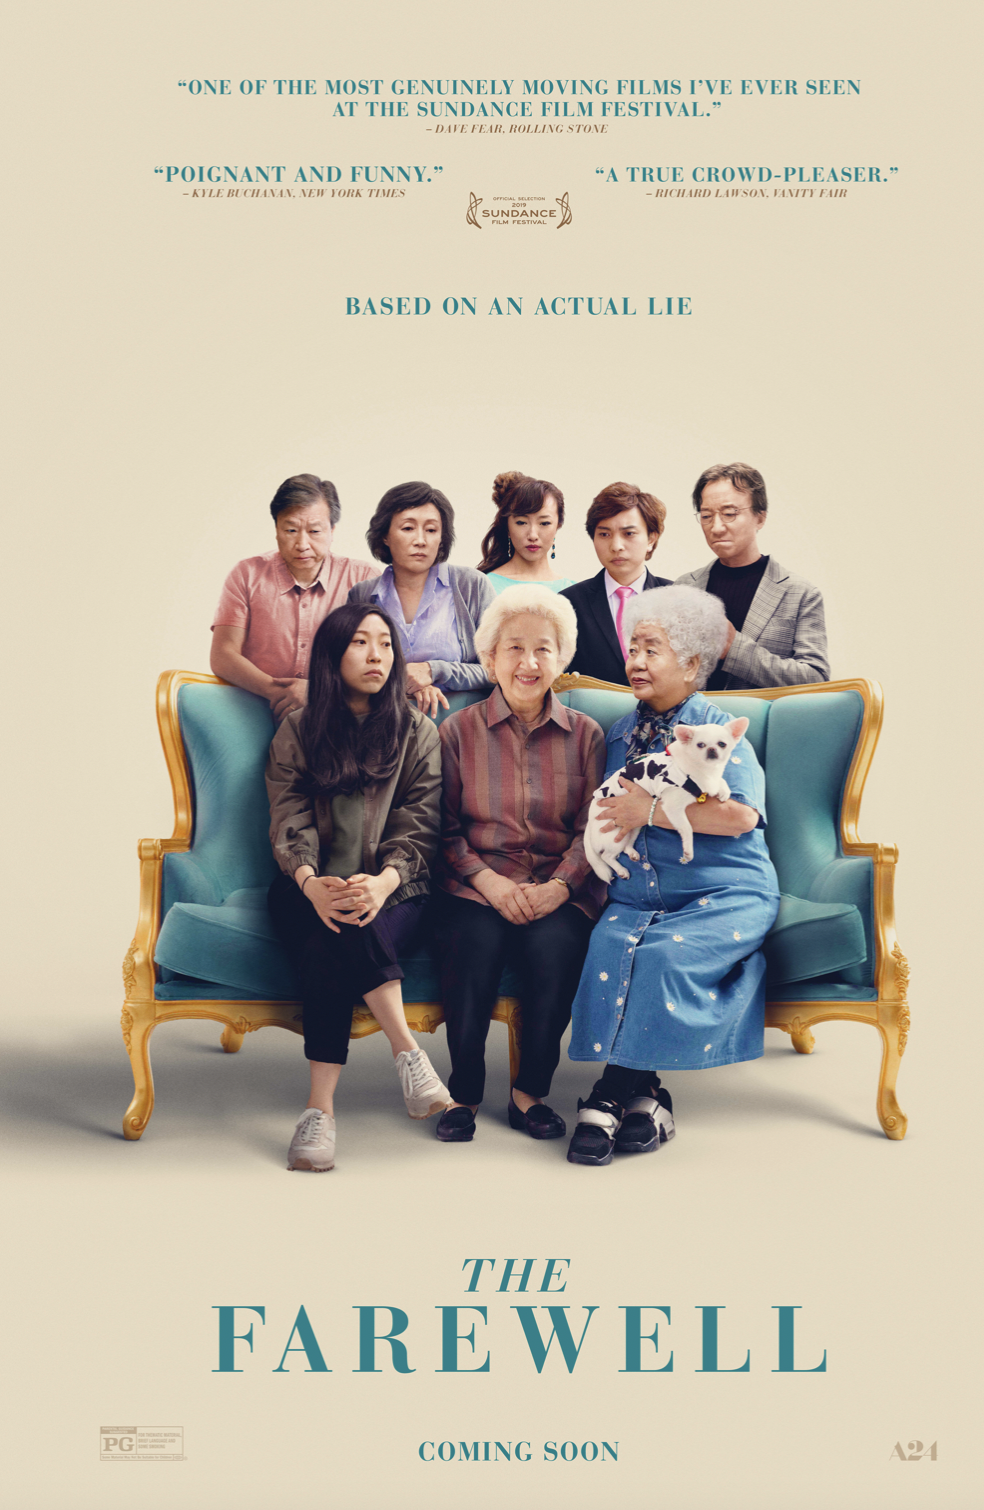 “ONE OF THE MOST GENUINELY MOVING FILMS I’VE EVER SEEN
AT THE SUNDANCE FILM FESTIVAL.”
– DAVE FEAR, ROLLING STONE
“POIGNANT AND FUNNY.”
– KYLE BUCHANAN, NEW YORK TIMES
“A TRUE CROWD-PLEASER.”
– RICHARD LAWSON, VANITY FAIR
OFFICIAL SELECTION
2019
SUNDANCE
FILM FESTIVAL
BASED ON AN ACTUAL LIE
THE
FAREWELL
PG
COMING SOON
A24